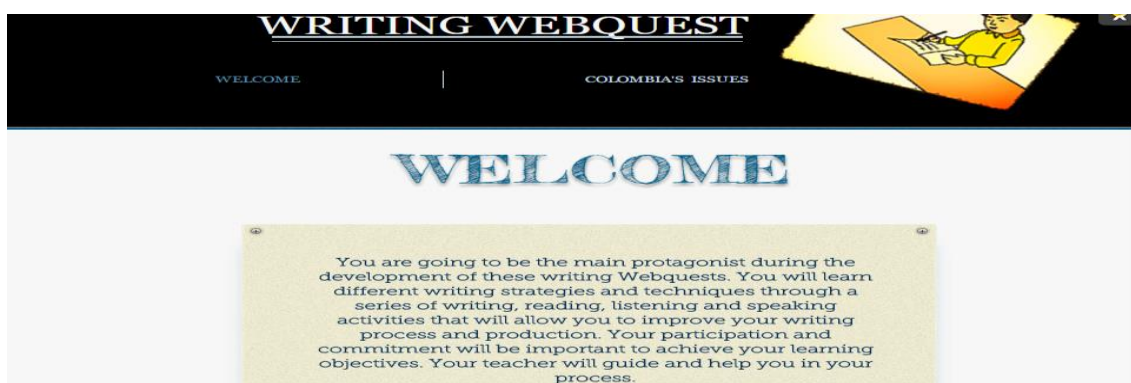 WRITING WEBQUEST
WELCOME
COLOMBIA'S ISSUES
WELCOME
You are going to be the main protagonist during the
development of these writing Webquests. You will learn
different writing strategies and techniques through a
series of writing, reading, listening and speaking
activities that will allow you to improve your writing
process and production. Your participation and
commitment will be important to achieve your learning
objectives. Your teacher will guide and help you in your
process.